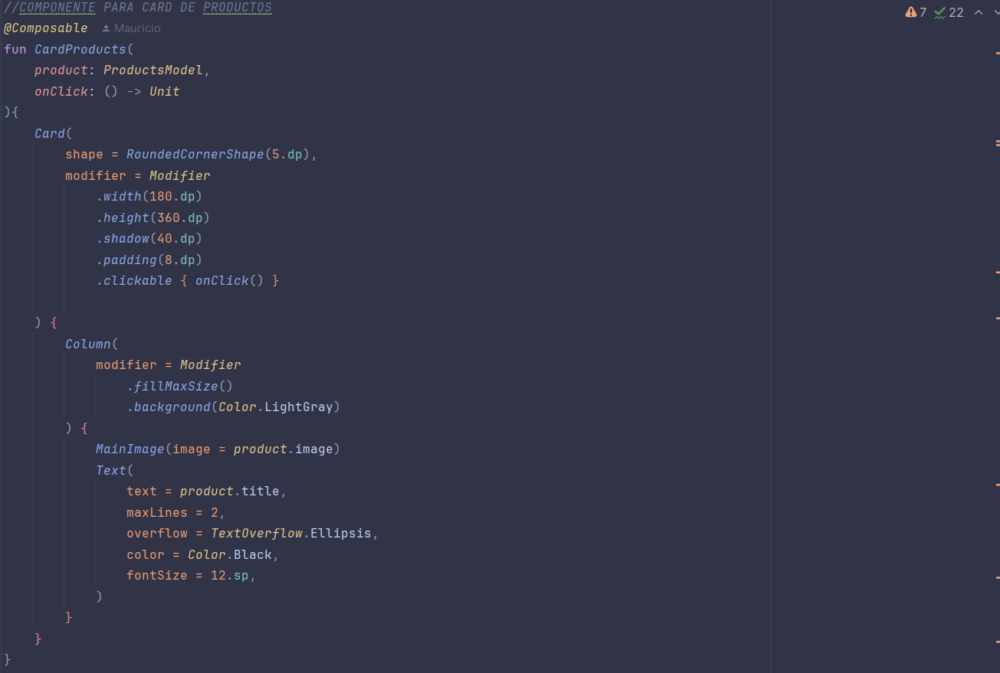 //COMPONENTE PARA CARD DE PRODUCTOS
7 22
@Composable Mauricio
fun CardProducts(
    product: ProductsModel,
    onClick: () -> Unit
){
    Card(
        shape = RoundedCornerShape(5.dp),
        modifier = Modifier
            .width(180.dp)
            .height(360.dp)
            .shadow(40.dp)
            .padding(8.dp)
            .clickable { onClick() }

    ) {
        Column(
            modifier = Modifier
                .fillMaxSize()
                .background(Color.LightGray)
        ) {
            MainImage(image = product.image)
            Text(
                text = product.title,
                maxLines = 2,
                overflow = TextOverflow.Ellipsis,
                color = Color.Black,
                fontSize = 12.sp,
            )
        }
    }
}